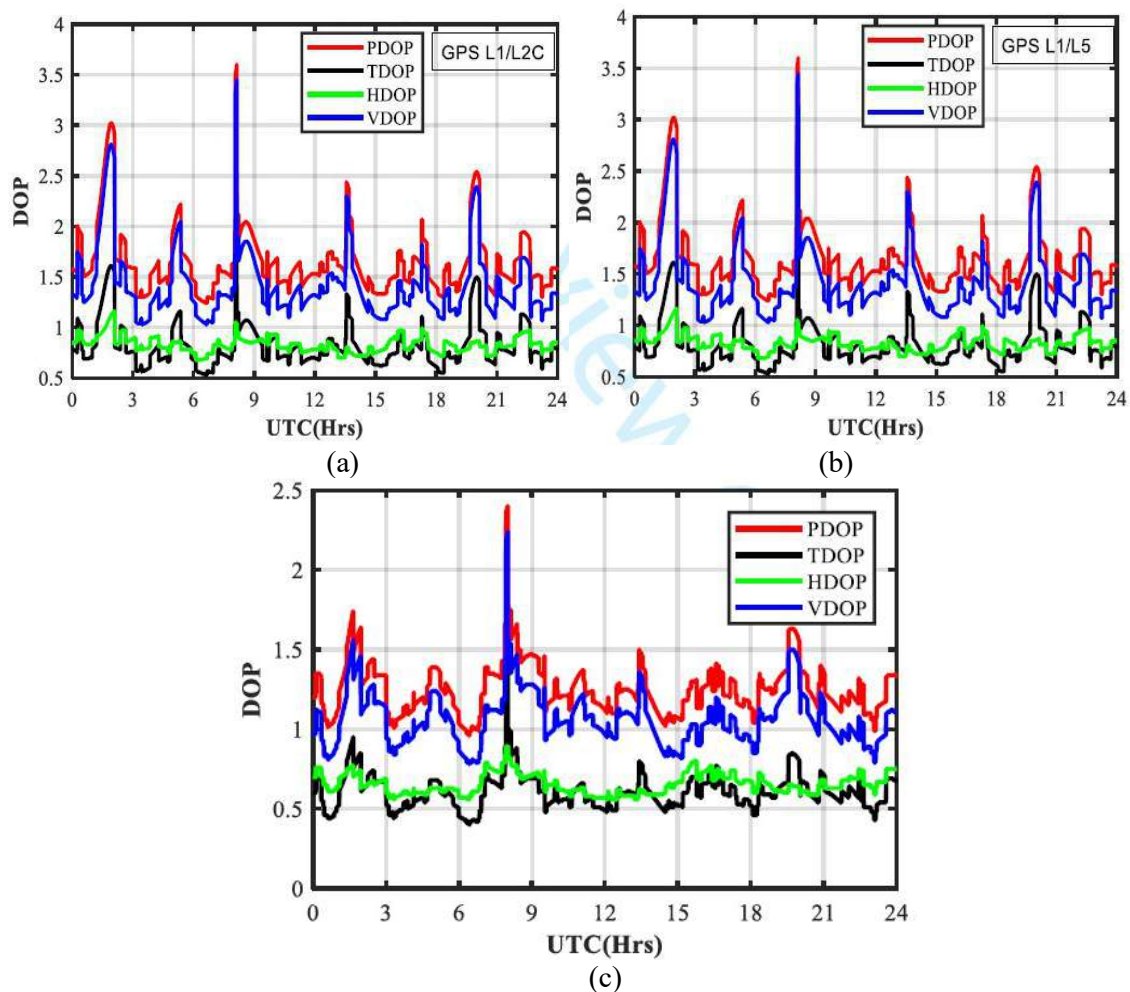 4
3.5
3
2.5
2
1.5
1
0.5
DOP
PDOP
TDOP
HDOP
VDOP
GPS L1/L2C
0 3 6 9 12 15 18 21 24
UTC(Hrs)
(a)
4
3.5
3
2.5
2
1.5
1
0.5
DOP
PDOP
TDOP
HDOP
VDOP
GPS L1/L5
0 3 6 9 12 15 18 21 24
UTC(Hrs)
(b)
2.5
2
1.5
1
0.5
0
DOP
PDOP
TDOP
HDOP
VDOP
0 3 6 9 12 15 18 21 24
UTC(Hrs)
(c)